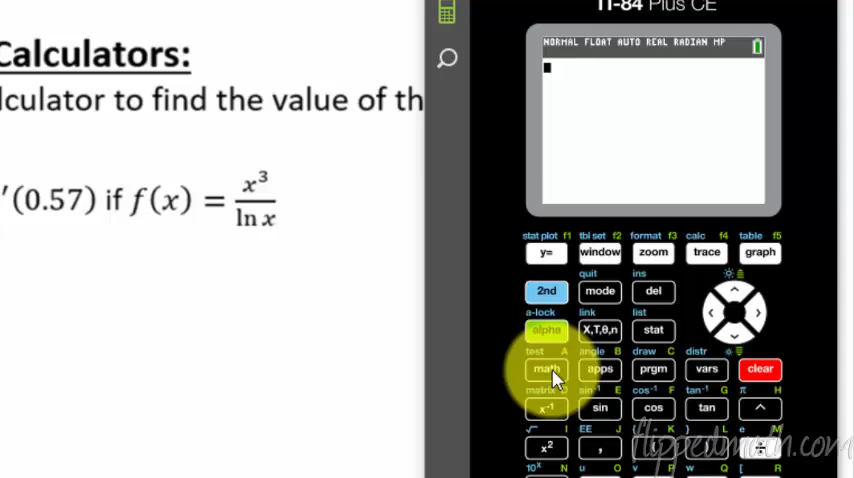 TI-84 Plus CE
Calculators:
lculator to find the value of th
′(0.57) if f(x) = x³/ln x
NORMAL FLOAT AUTO REAL RADIAN MP
stat plot f1 tbl set f2 format f3 calc f4 table f5
y= window zoom trace graph
quit ins
2nd mode del
a-lock link list
alpha X,T,θ,n stat
test A angle B draw C distr
math apps prgm vars clear
matrix D sin⁻¹ E cos⁻¹ F tan⁻¹ G π H
x⁻¹ sin cos tan ^
√ I EE J { K } L e M
x² , ( ) ÷
10ˣ N u O v P w Q [ R
flippedmath.com